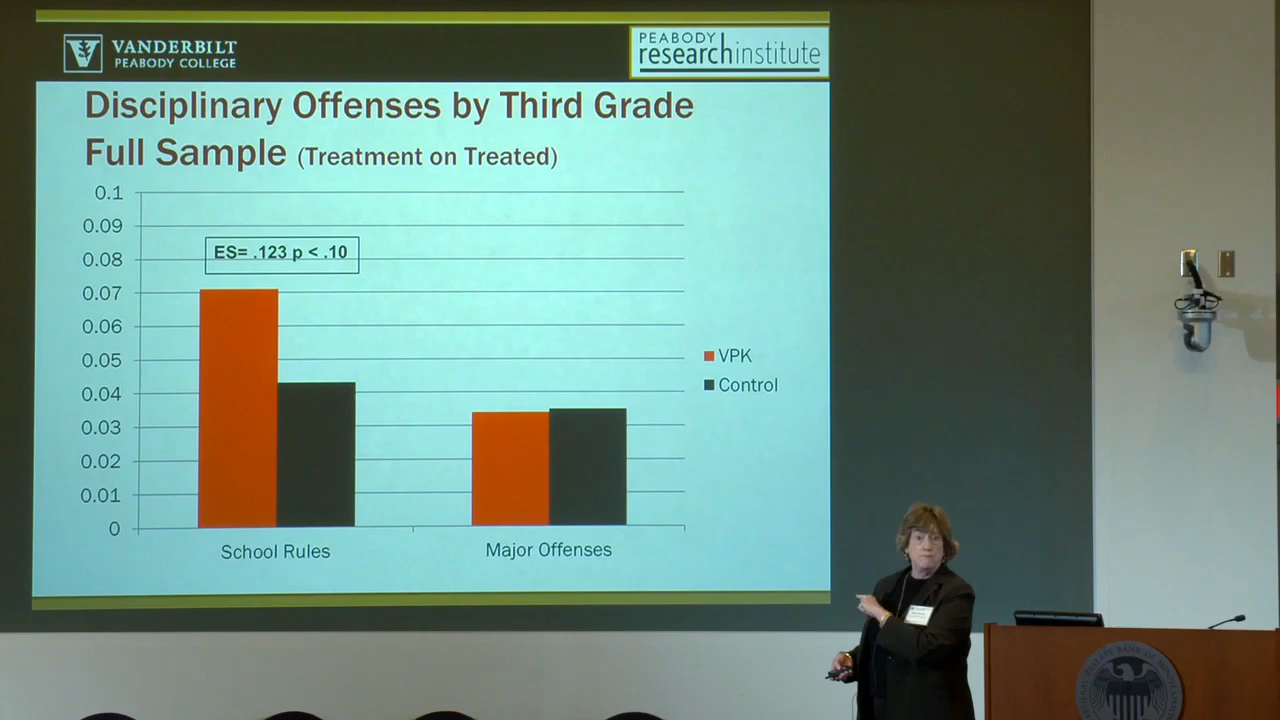 VANDERBILT
PEABODY COLLEGE
PEABODY
researchinstitute
Disciplinary Offenses by Third Grade
Full Sample (Treatment on Treated)
0.1
0.09
0.08
0.07
0.06
0.05
0.04
0.03
0.02
0.01
0
ES= .123 p < .10
VPK
Control
School Rules
Major Offenses